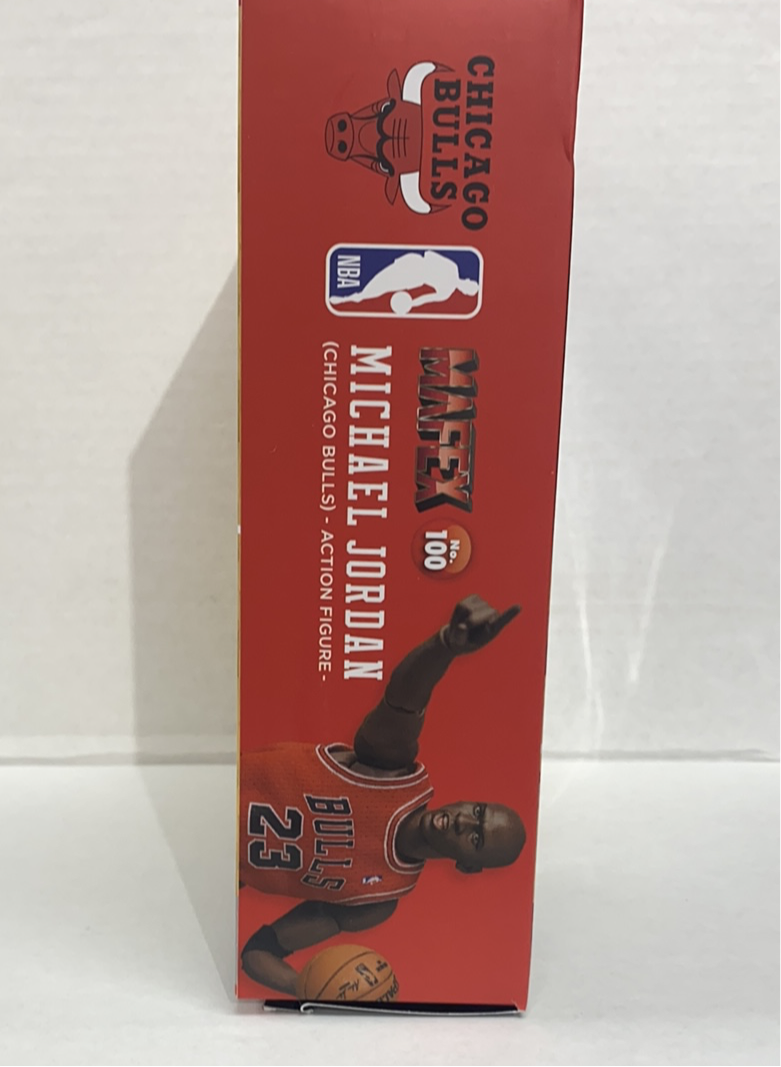 CHICAGO
BULLS
NBA
MAFEX
No.
100
MICHAEL JORDAN
(CHICAGO BULLS) - ACTION FIGURE -
BULLS
23